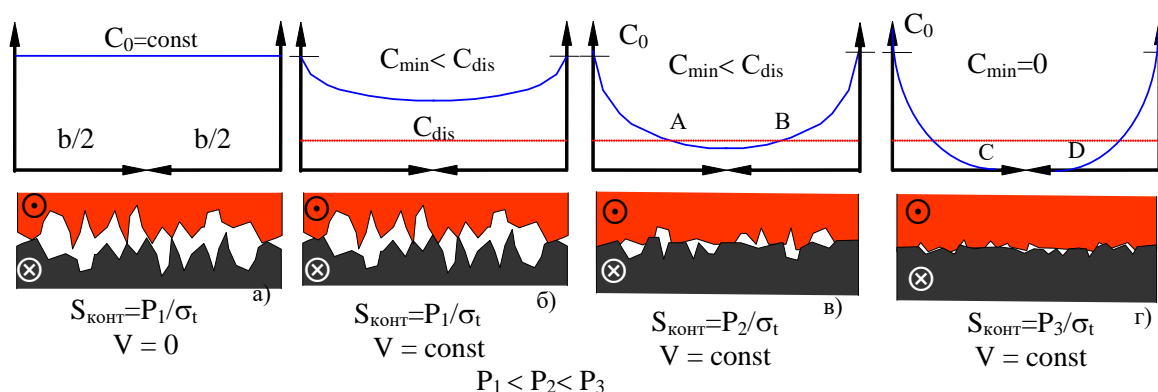 C₀=const
b/2 b/2
а)
Sконт=P₁/σt
V = 0
Cmin< Cdis
Cdis
б)
Sконт=P₁/σt
V = const
C₀
Cmin< Cdis
A B
в)
Sконт=P₂/σt
V = const
C₀
Cmin=0
C D
г)
Sконт=P₃/σt
V = const
P₁ < P₂< P₃